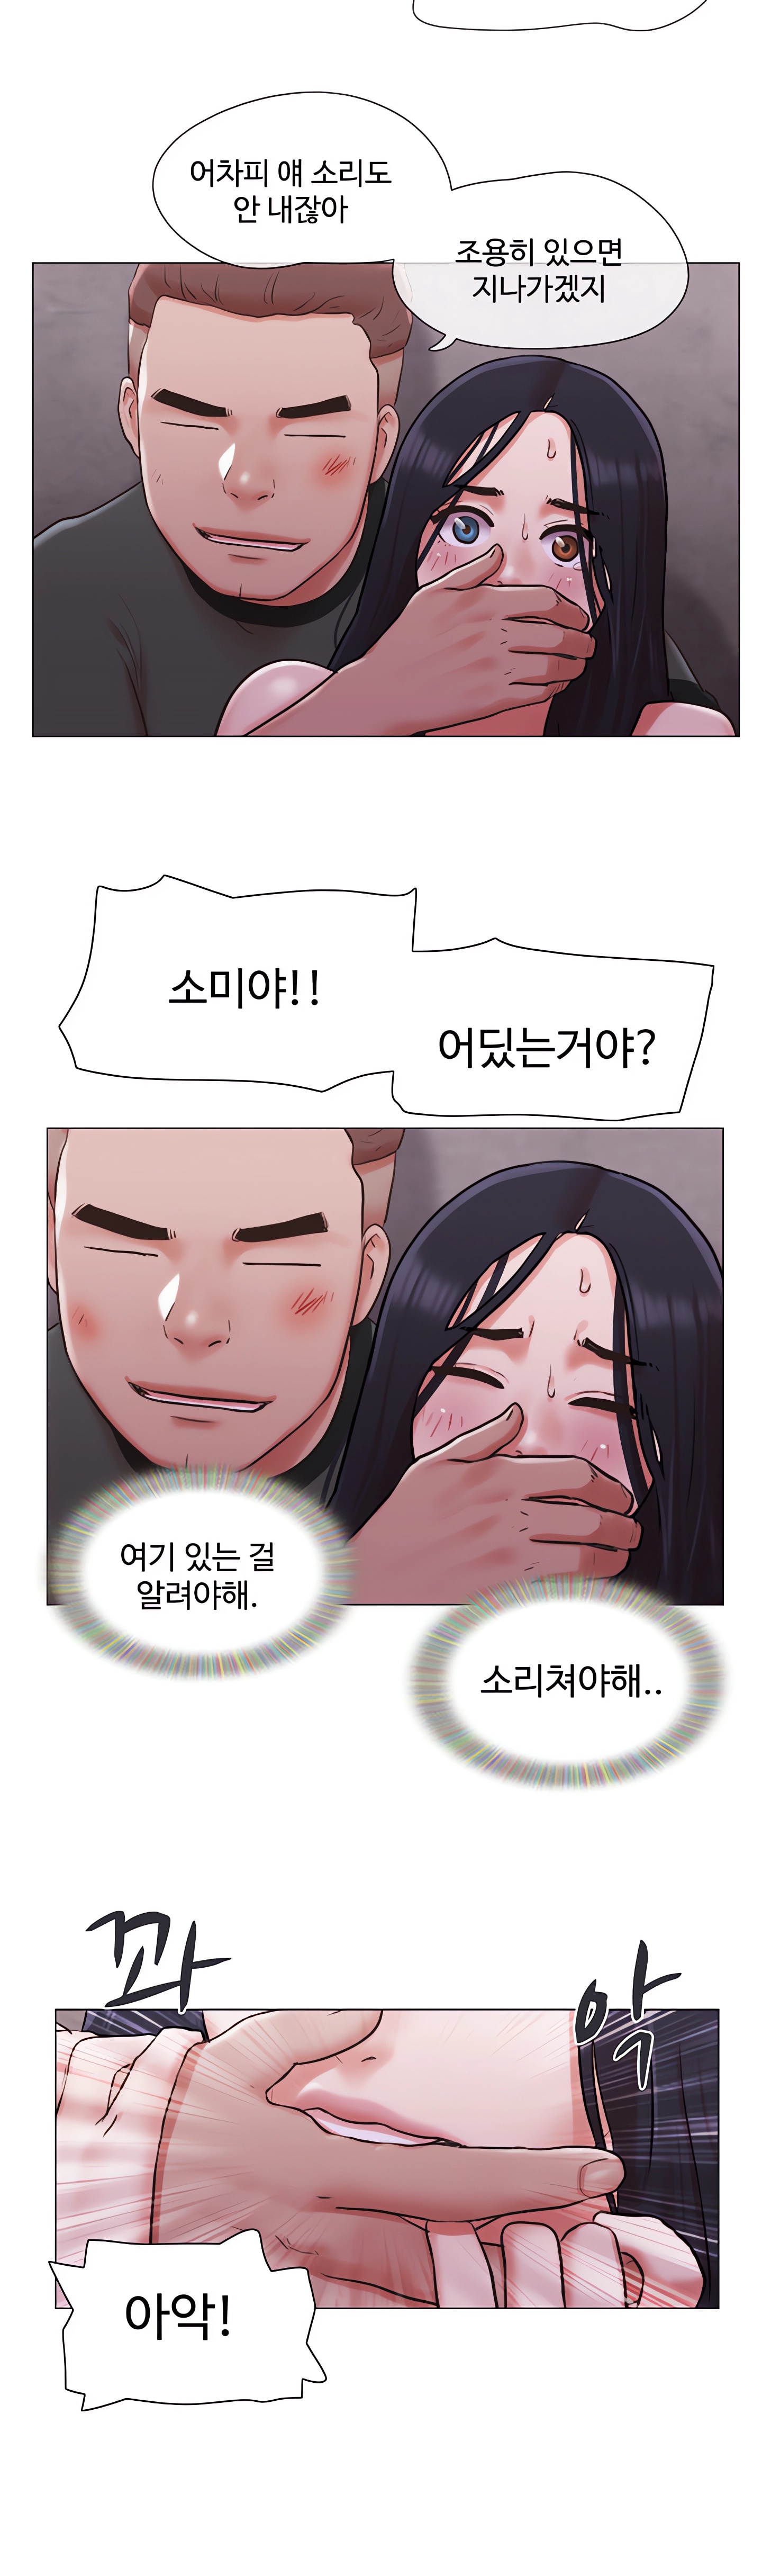 어차피 얘 소리도
안 내잖아
조용히 있으면
지나가겠지
소미야!!
어딨는거야?
여기 있는 걸
알려야해.
소리쳐야해..
꽈
악
아악!